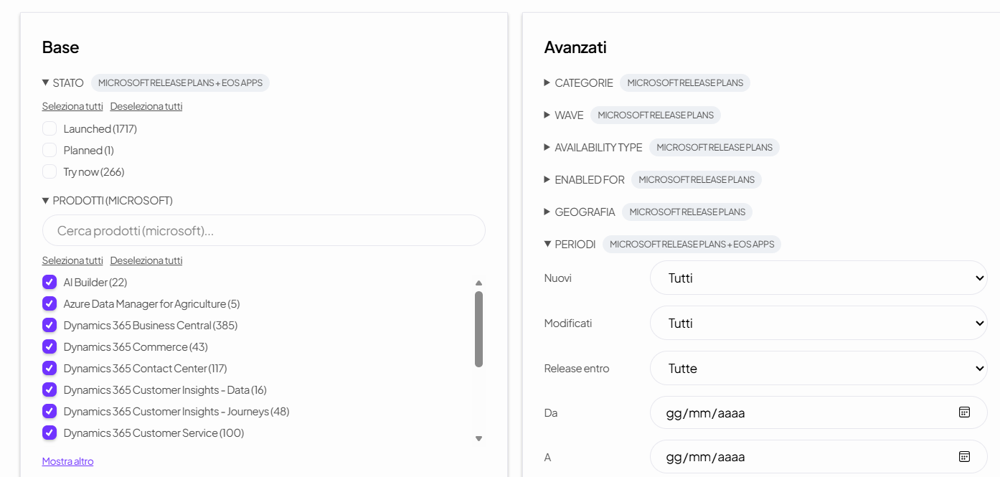 Base
STATO MICROSOFT RELEASE PLANS + EOS APPS
Seleziona tutti Deseleziona tutti
Launched (1717)
Planned (1)
Try now (266)
PRODOTTI (MICROSOFT)
Cerca prodotti (microsoft)...
Seleziona tutti Deseleziona tutti
AI Builder (22)
Azure Data Manager for Agriculture (5)
Dynamics 365 Business Central (385)
Dynamics 365 Commerce (43)
Dynamics 365 Contact Center (117)
Dynamics 365 Customer Insights - Data (16)
Dynamics 365 Customer Insights - Journeys (48)
Dynamics 365 Customer Service (100)
Mostra altro
Avanzati
CATEGORIE MICROSOFT RELEASE PLANS
WAVE MICROSOFT RELEASE PLANS
AVAILABILITY TYPE MICROSOFT RELEASE PLANS
ENABLED FOR MICROSOFT RELEASE PLANS
GEOGRAFIA MICROSOFT RELEASE PLANS
PERIODI MICROSOFT RELEASE PLANS + EOS APPS
Nuovi Tutti
Modificati Tutti
Release entro Tutte
Da gg/mm/aaaa
A gg/mm/aaaa